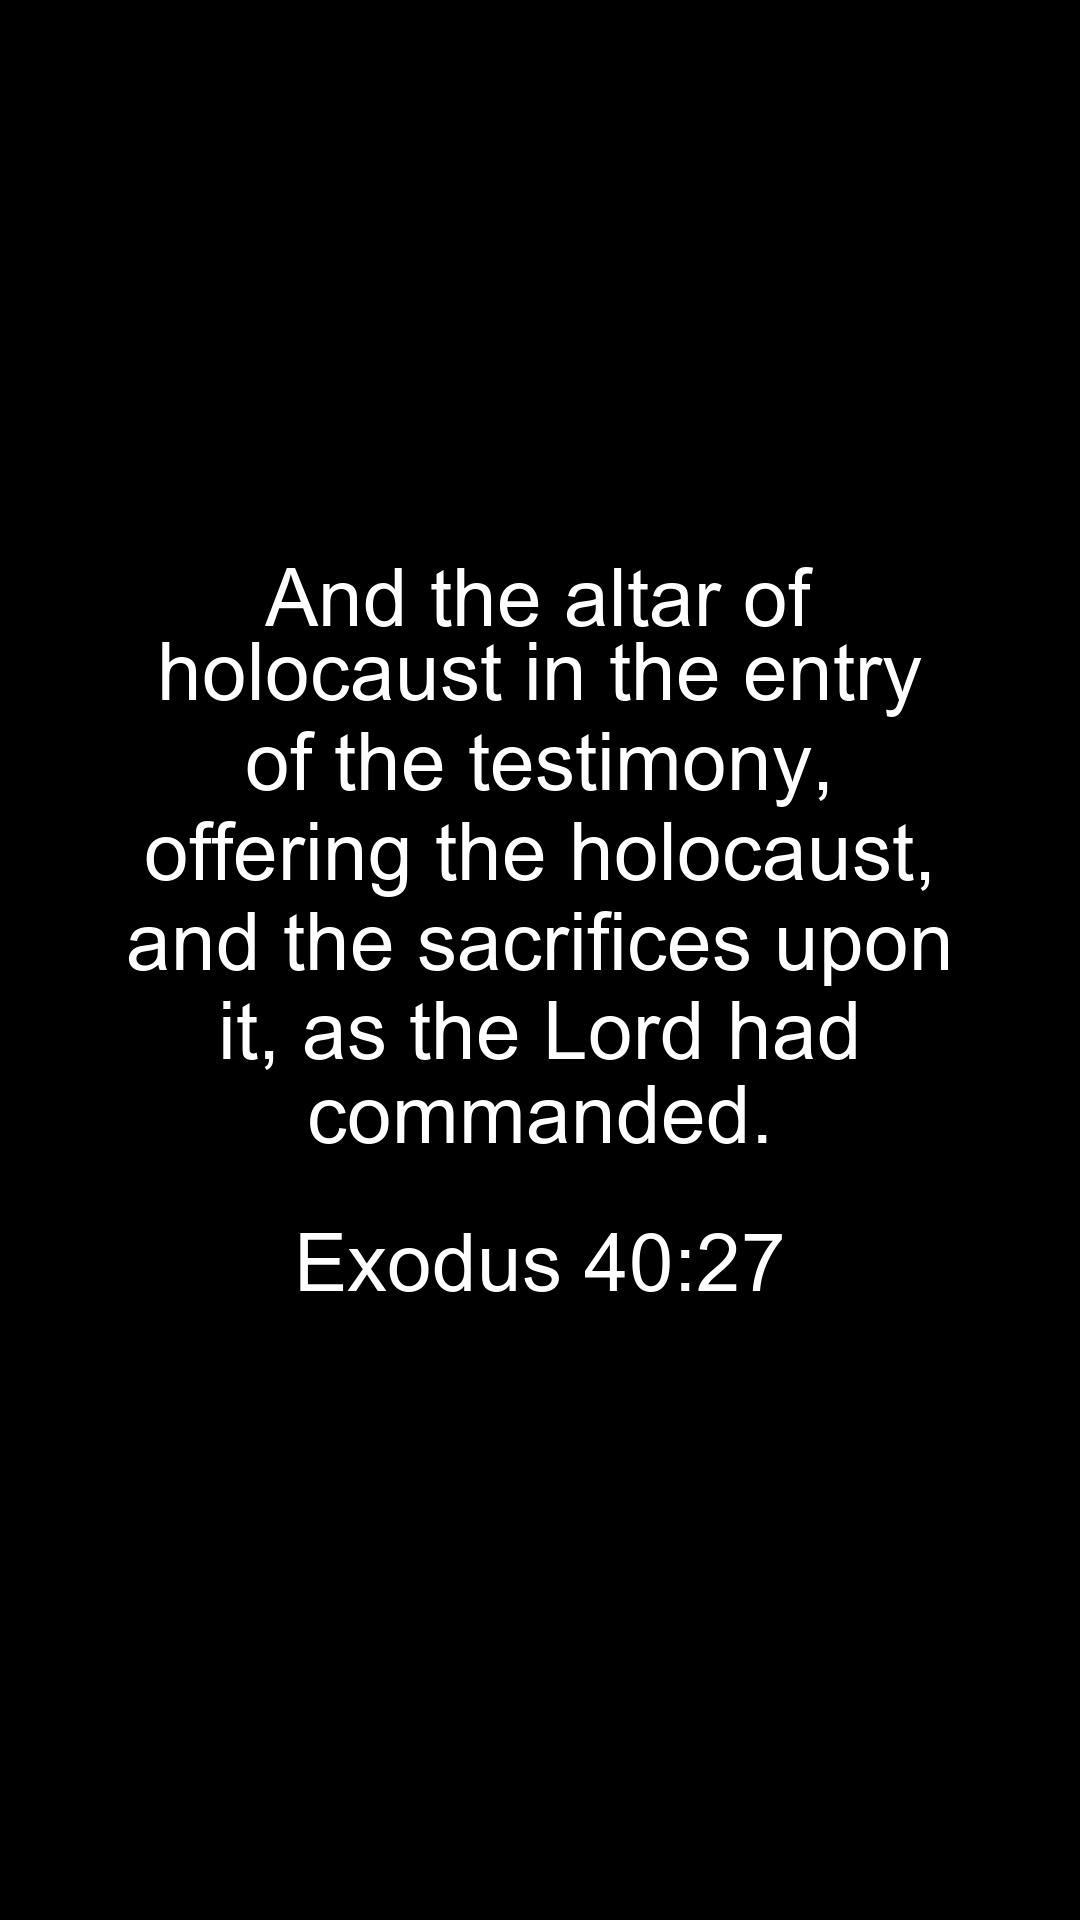 And the altar of
holocaust in the entry
of the testimony,
offering the holocaust,
and the sacrifices upon
it, as the Lord had
commanded.
Exodus 40:27